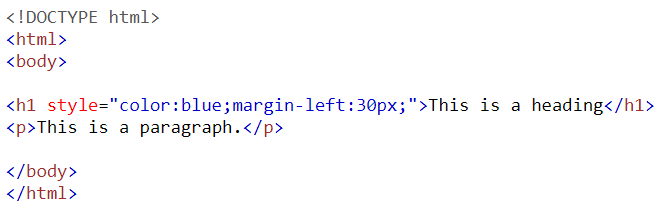 <!DOCTYPE html>
<html>
<body>
<h1 style="color:blue;margin-left:30px;">This is a heading</h1>
<p>This is a paragraph.</p>
</body>
</html>